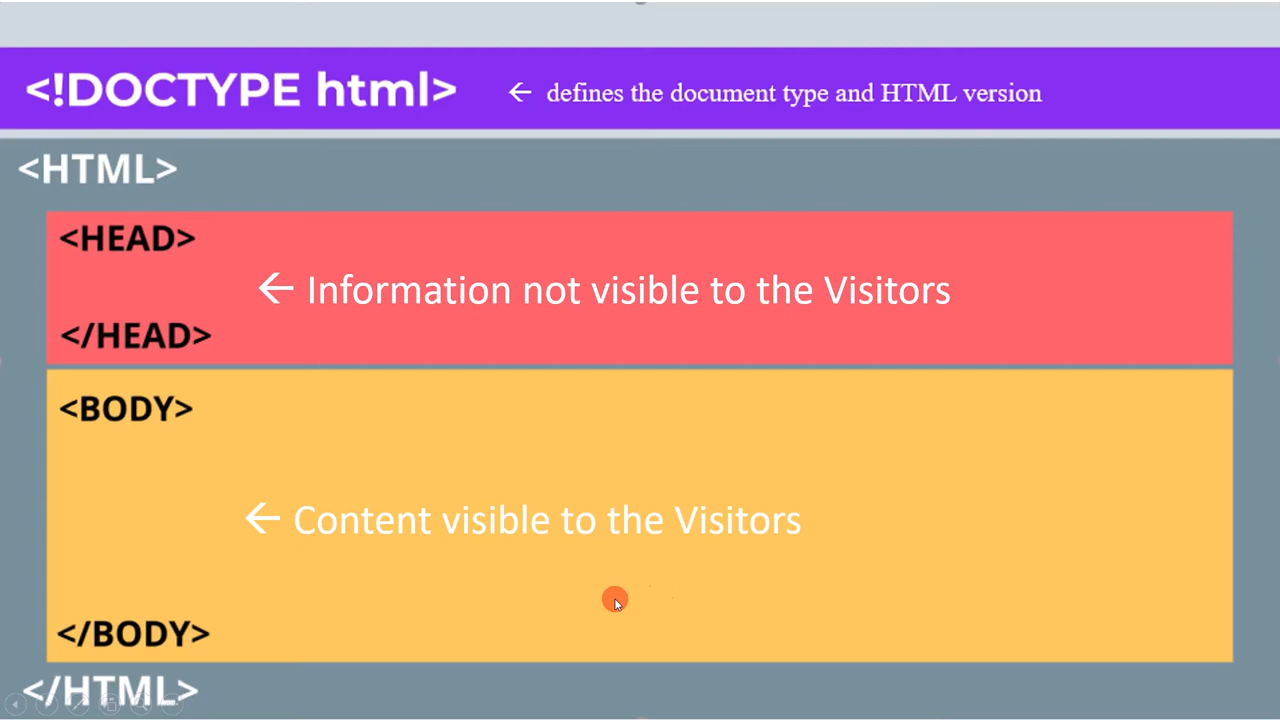 <!DOCTYPE html> ← defines the document type and HTML version
<HTML>
<HEAD>
← Information not visible to the Visitors
</HEAD>
<BODY>
← Content visible to the Visitors
</BODY>
</HTML>